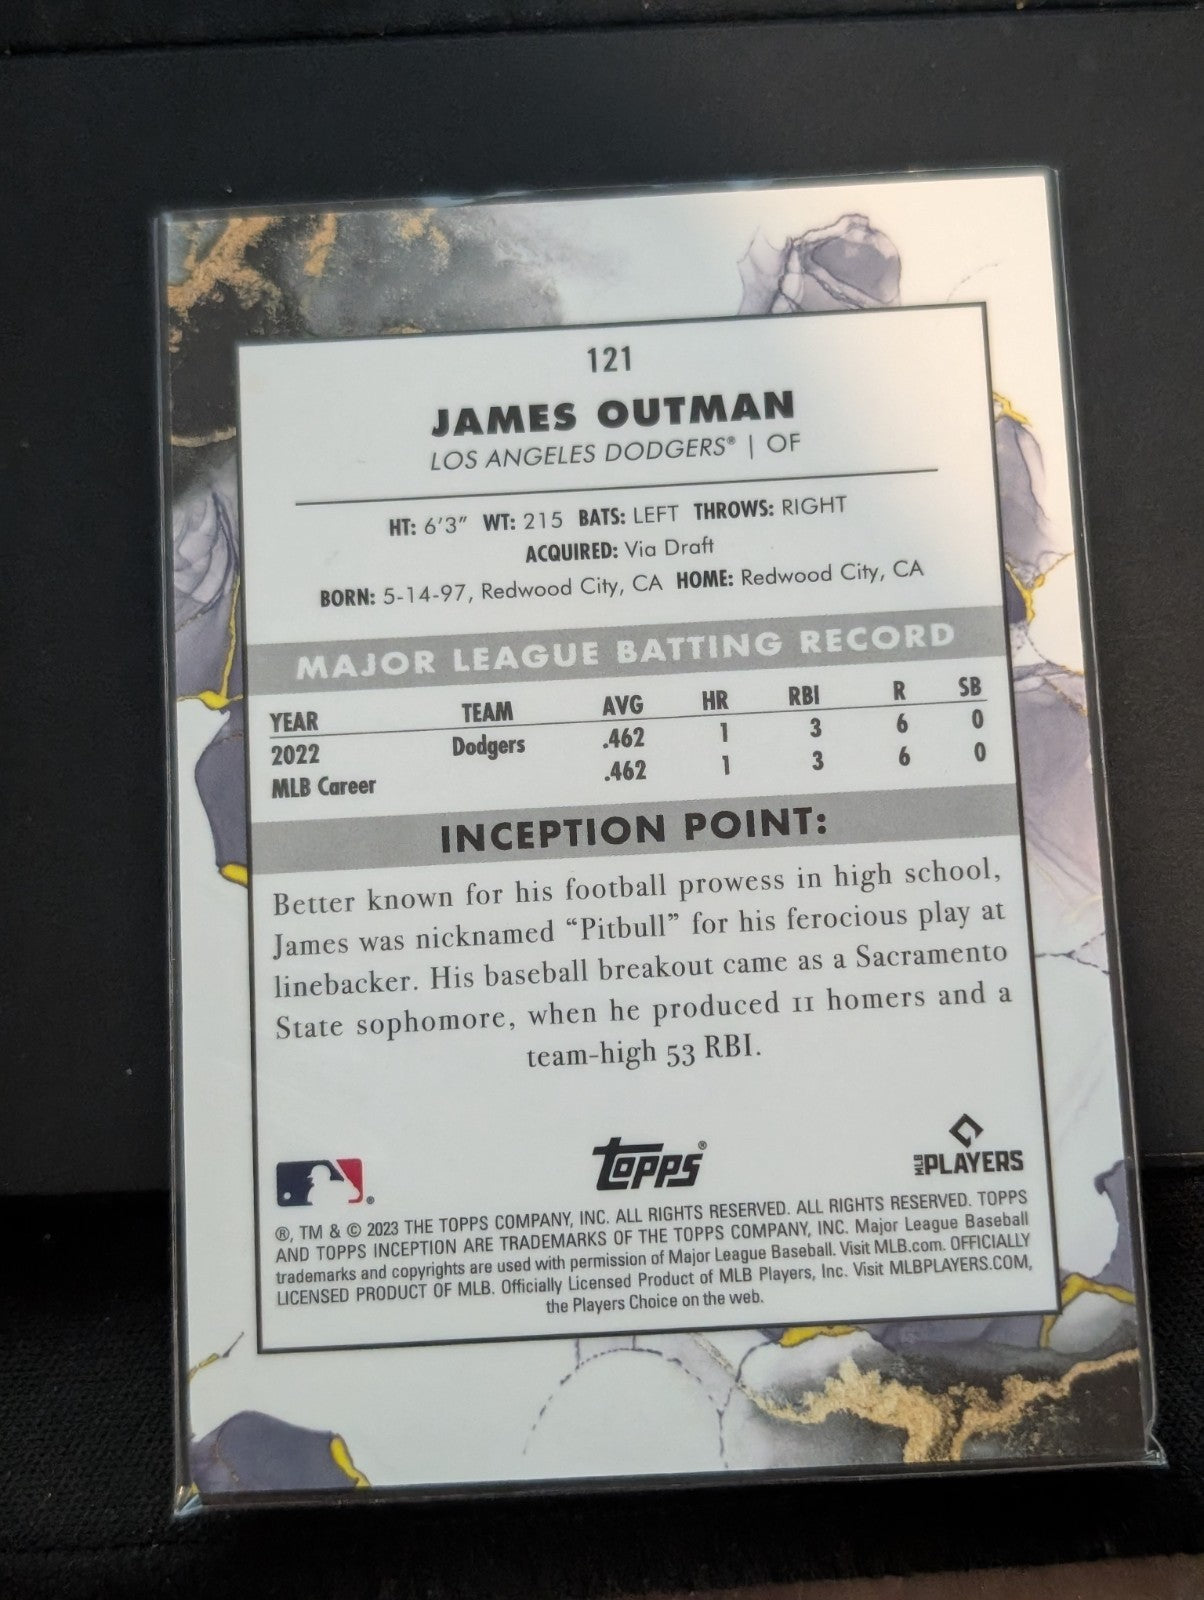 121
JAMES OUTMAN
LOS ANGELES DODGERS® | OF
HT: 6'3" WT: 215 BATS: LEFT THROWS: RIGHT
ACQUIRED: Via Draft
BORN: 5-14-97, Redwood City, CA HOME: Redwood City, CA
MAJOR LEAGUE BATTING RECORD
YEAR TEAM AVG HR RBI R SB
2022 Dodgers .462 1 3 6 0
MLB Career .462 1 3 6 0
INCEPTION POINT:
Better known for his football prowess in high school,
James was nicknamed “Pitbull” for his ferocious play at
linebacker. His baseball breakout came as a Sacramento
State sophomore, when he produced 11 homers and a
team-high 53 RBI.
®
Topps®
MLB PLAYERS
®, TM & © 2023 THE TOPPS COMPANY, INC. ALL RIGHTS RESERVED. ALL RIGHTS RESERVED. TOPPS
AND TOPPS INCEPTION ARE TRADEMARKS OF THE TOPPS COMPANY, INC. Major League Baseball
trademarks and copyrights are used with permission of Major League Baseball. Visit MLB.com. OFFICIALLY
LICENSED PRODUCT OF MLB. Officially Licensed Product of MLB Players, Inc. Visit MLBPLAYERS.COM,
the Players Choice on the web.